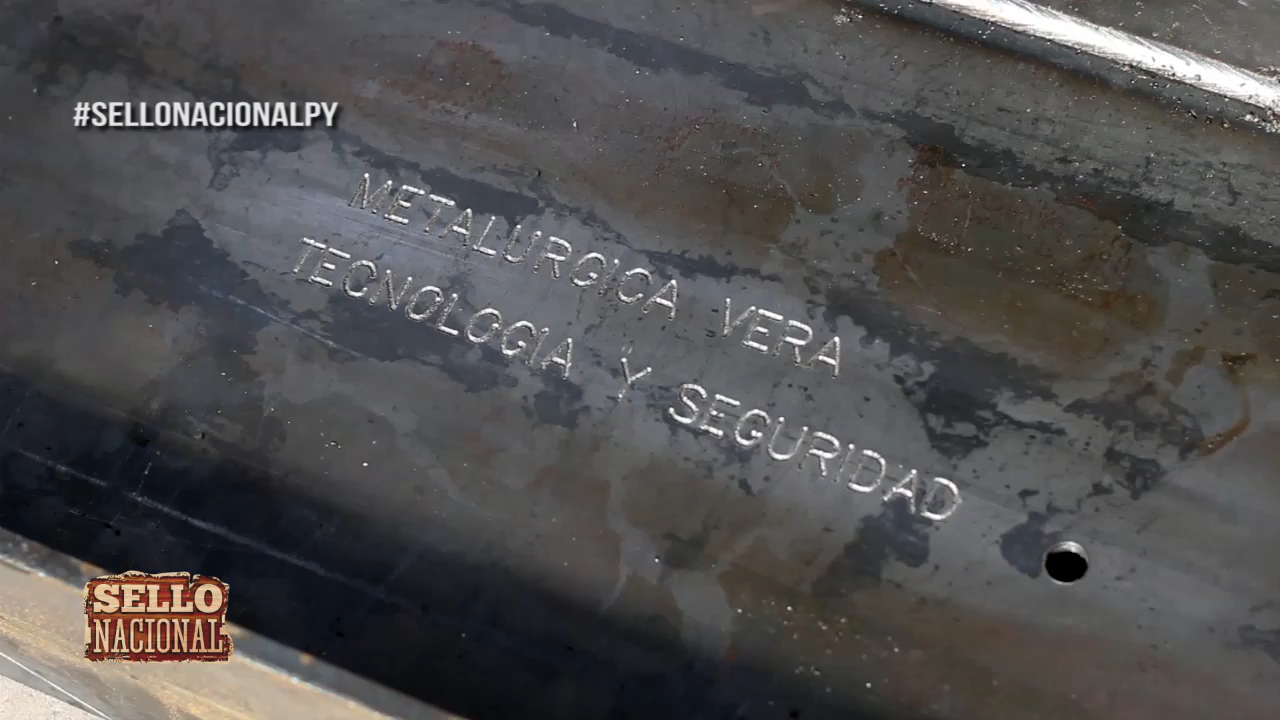 #SELLONACIONALPY
METALURGICA VERA
TECNOLOGIA Y SEGURIDAD
SELLO
NACIONAL